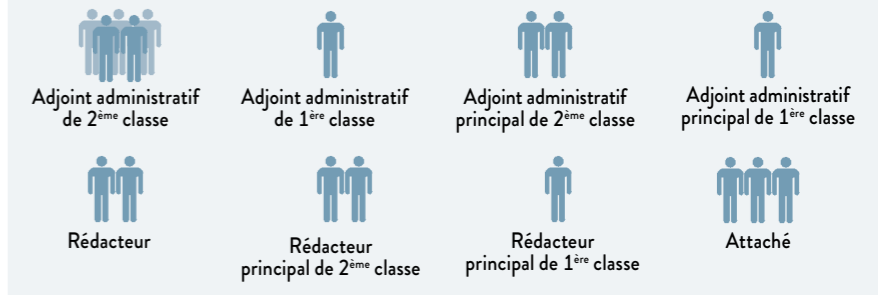 Adjoint administratif
de 2ème classe
Adjoint administratif
de 1ère classe
Adjoint administratif
principal de 2ème classe
Adjoint administratif
principal de 1ère classe
Rédacteur
Rédacteur
principal de 2ème classe
Rédacteur
principal de 1ère classe
Attaché